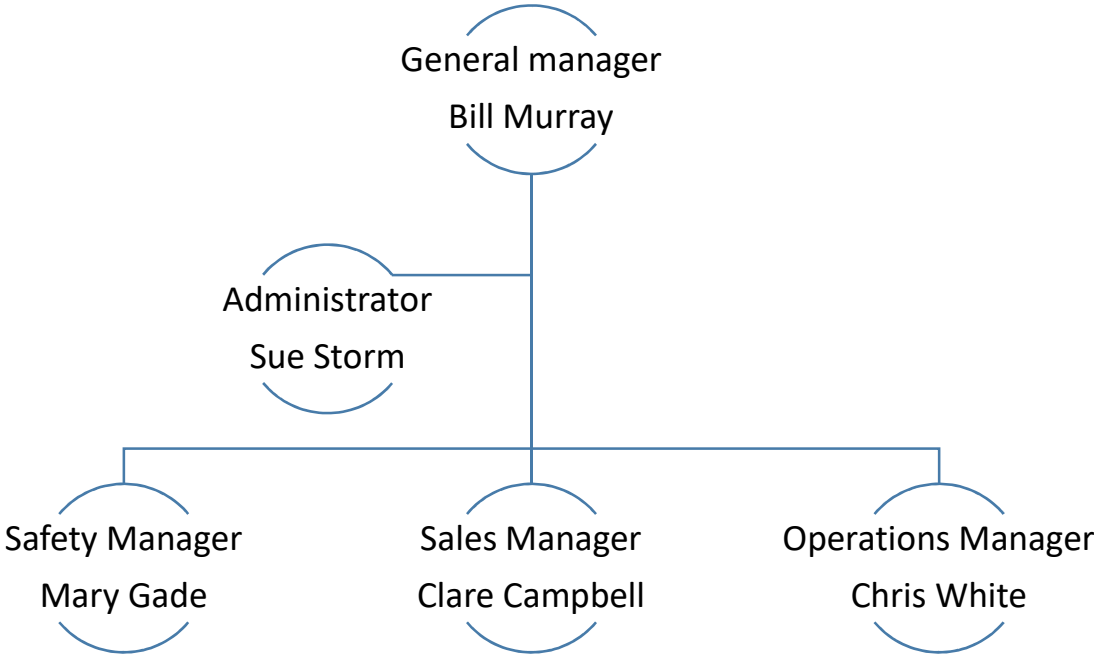 General manager
Bill Murray
Administrator
Sue Storm
Safety Manager
Mary Gade
Sales Manager
Clare Campbell
Operations Manager
Chris White